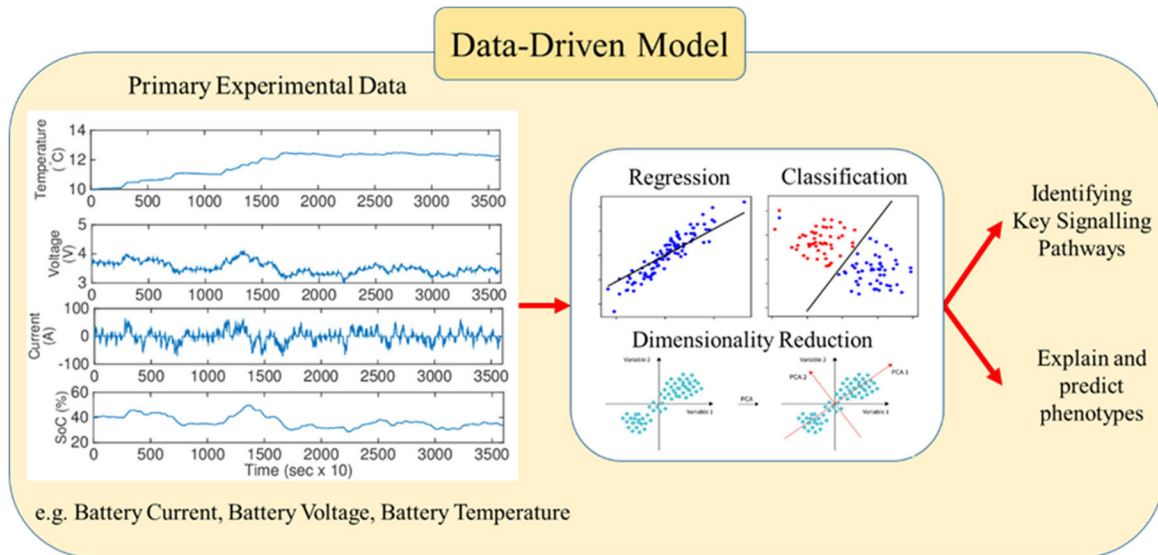 Data-Driven Model
Primary Experimental Data
Temperature
(°C)
14
12
10
0 500 1000 1500 2000 2500 3000 3500
Voltage
(V)
5
4
3
0 500 1000 1500 2000 2500 3000 3500
Current
(A)
100
0
-100
0 500 1000 1500 2000 2500 3000 3500
SoC (%)
60
40
20
0 500 1000 1500 2000 2500 3000 3500
Time (sec x 10)
e.g. Battery Current, Battery Voltage, Battery Temperature
Regression
Classification
Dimensionality Reduction
Variable 2
Variable 1
PCA
Variable 2
PCA 2
PCA 1
Variable 1
Identifying
Key Signalling
Pathways
Explain and
predict
phenotypes